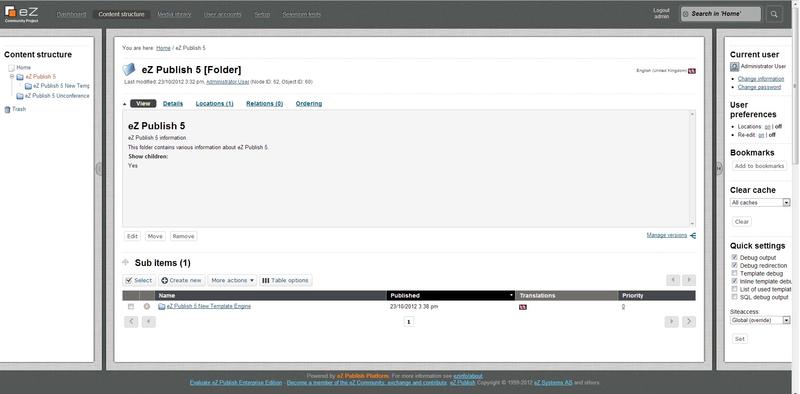 eZ
Community Project
Dashboard Content structure Media library User accounts Setup Selenium tests
Logout
admin
Search in 'Home'
Content structure
Home
eZ Publish 5
eZ Publish 5 New Temp
eZ Publish 5 Unconference
Trash
You are here: Home / eZ Publish 5
eZ Publish 5 [Folder]
Last modified: 23/10/2012 3:32 pm, Administrator User (Node ID: 62, Object ID: 60)
English (United Kingdom)
View Details Locations (1) Relations (0) Ordering
eZ Publish 5
eZ Publish 5 information
This folder contains various information about eZ Publish 5.
Show children:
Yes
Edit Move Remove
Manage versions
Sub items (1)
Select Create new More actions Table options
Name Published Translations Priority
eZ Publish 5 New Template Engine 23/10/2012 3:38 pm 0
1
Current user
Administrator User
Change information
Change password
User
preferences
Locations: on | off
Re-edit: on | off
Bookmarks
Add to bookmarks
Clear cache
All caches
Clear
Quick settings
Debug output
Debug redirection
Template debug
Inline template debu
List of used templat
SQL debug output
Siteaccess:
Global (override)
Set
Powered by eZ Publish Platform. For more information see ezinfo/about.
Evaluate eZ Publish Enterprise Edition - Become a member of the eZ Community, exchange and contribute. eZ Publish Copyright © 1999-2012 eZ Systems AS and others.